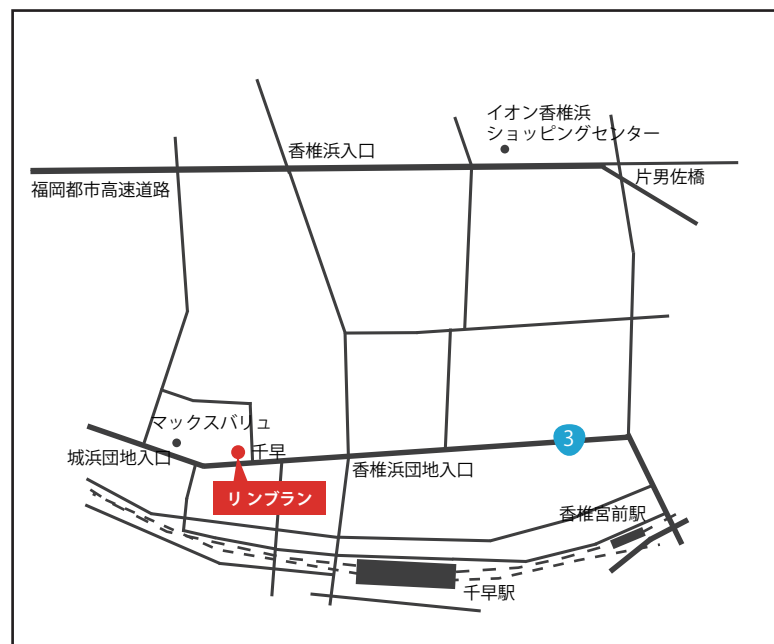 イオン香椎浜
ショッピングセンター
香椎浜入口
片男佐橋
福岡都市高速道路
マックスバリュ
3
千早
城浜団地入口
香椎浜団地入口
リンブラン
香椎宮前駅
千早駅